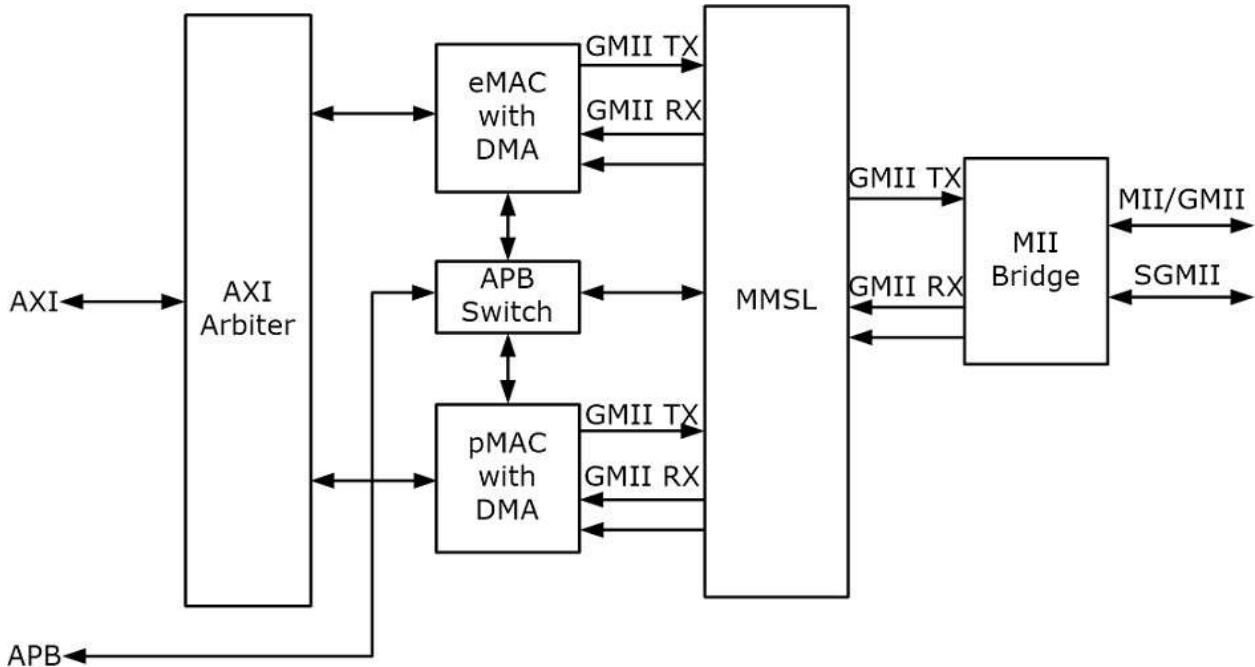 GMII TX
eMAC
with
DMA
GMII RX
GMII TX
MII/GMII
MII
Bridge
SGMII
AXI
AXI
Arbiter
APB
Switch
MMSL
GMII RX
GMII TX
pMAC
with
DMA
GMII RX
APB